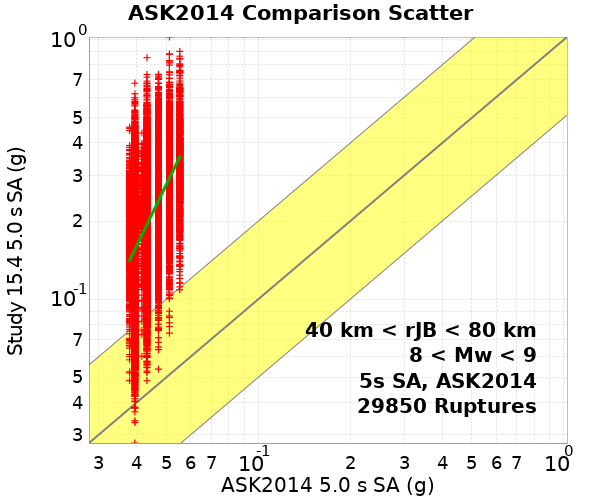 ASK2014 Comparison Scatter
10^0
7
5
4
3
2
10^-1
7
5
4
3
Study 15.4 5.0 s SA (g)
40 km < rJB < 80 km
8 < Mw < 9
5s SA, ASK2014
29850 Ruptures
3 4 5 6 7 10^-1 2 3 4 5 6 7 10^0
ASK2014 5.0 s SA (g)